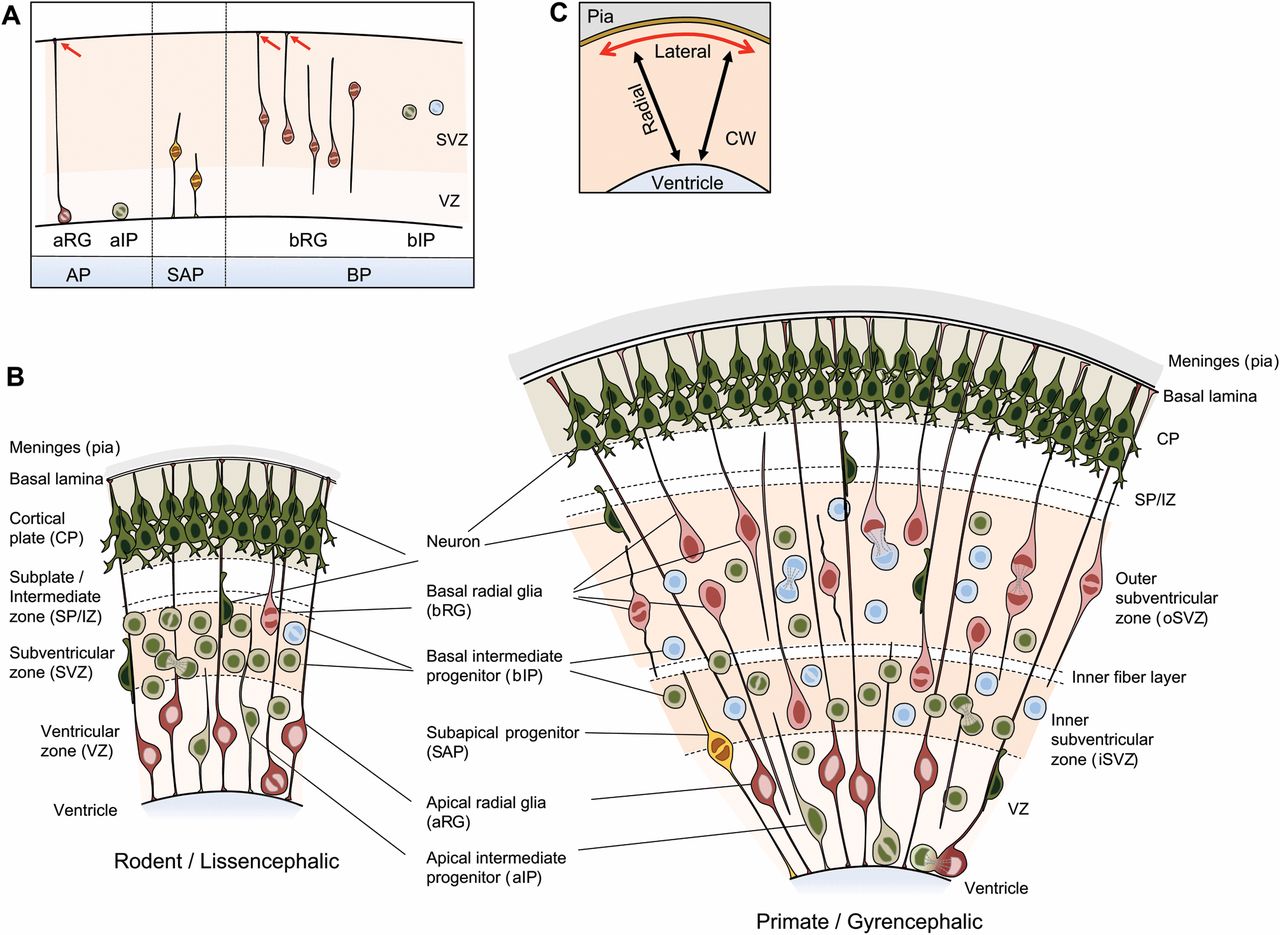 A
SVZ
VZ
aRG aIP bRG bIP
AP SAP BP
C
Pia
Lateral
Radial
CW
Ventricle
B
Meninges (pia)
Basal lamina
Cortical
plate (CP)
Subplate /
Intermediate
zone (SP/IZ)
Subventricular
zone (SVZ)
Ventricular
zone (VZ)
Ventricle
Rodent / Lissencephalic
Neuron
Basal radial glia
(bRG)
Basal intermediate
progenitor (bIP)
Subapical progenitor
(SAP)
Apical radial glia
(aRG)
Apical intermediate
progenitor (aIP)
Meninges (pia)
Basal lamina
CP
SP/IZ
Outer
subventricular
zone (oSVZ)
Inner fiber layer
Inner
subventricular
zone (iSVZ)
VZ
Ventricle
Primate / Gyrencephalic